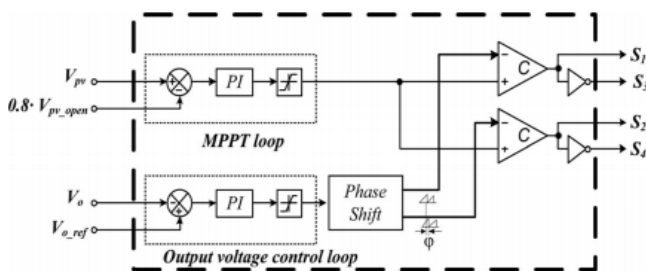 V_pv
0.8· V_pv_open
PI
MPPT loop
C
S_1
S_3
C
S_2
S_4
V_o
V_o_ref
PI
Phase
Shift
φ
Output voltage control loop